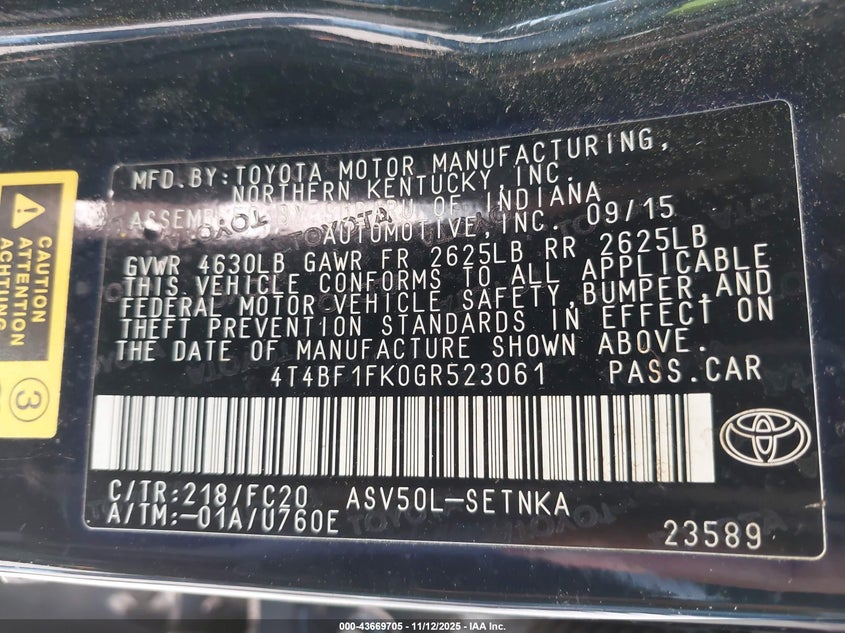 MFD.BY:TOYOTA MOTOR MANUFACTURING,
NORTHERN KENTUCKY,INC.
ASSEMBLED BY SUBARU OF INDIANA
AUTOMOTIVE,INC. 09/15
GVWR 4630LB GAWR FR 2625LB RR 2625LB
THIS VEHICLE CONFORMS TO ALL APPLICABLE
FEDERAL MOTOR VEHICLE SAFETY,BUMPER,AND
THEFT PREVENTION STANDARDS IN EFFECT ON
THE DATE OF MANUFACTURE SHOWN ABOVE.
4T4BF1FK0GR523061 PASS.CAR
C/TR:218/FC20 ASV50L-SETNKA
A/TM:-01A/U760E
23589
CAUTION
ATTENTION
ACHTUNG
3
000-43669705 - 11/12/2025 - IAA Inc.